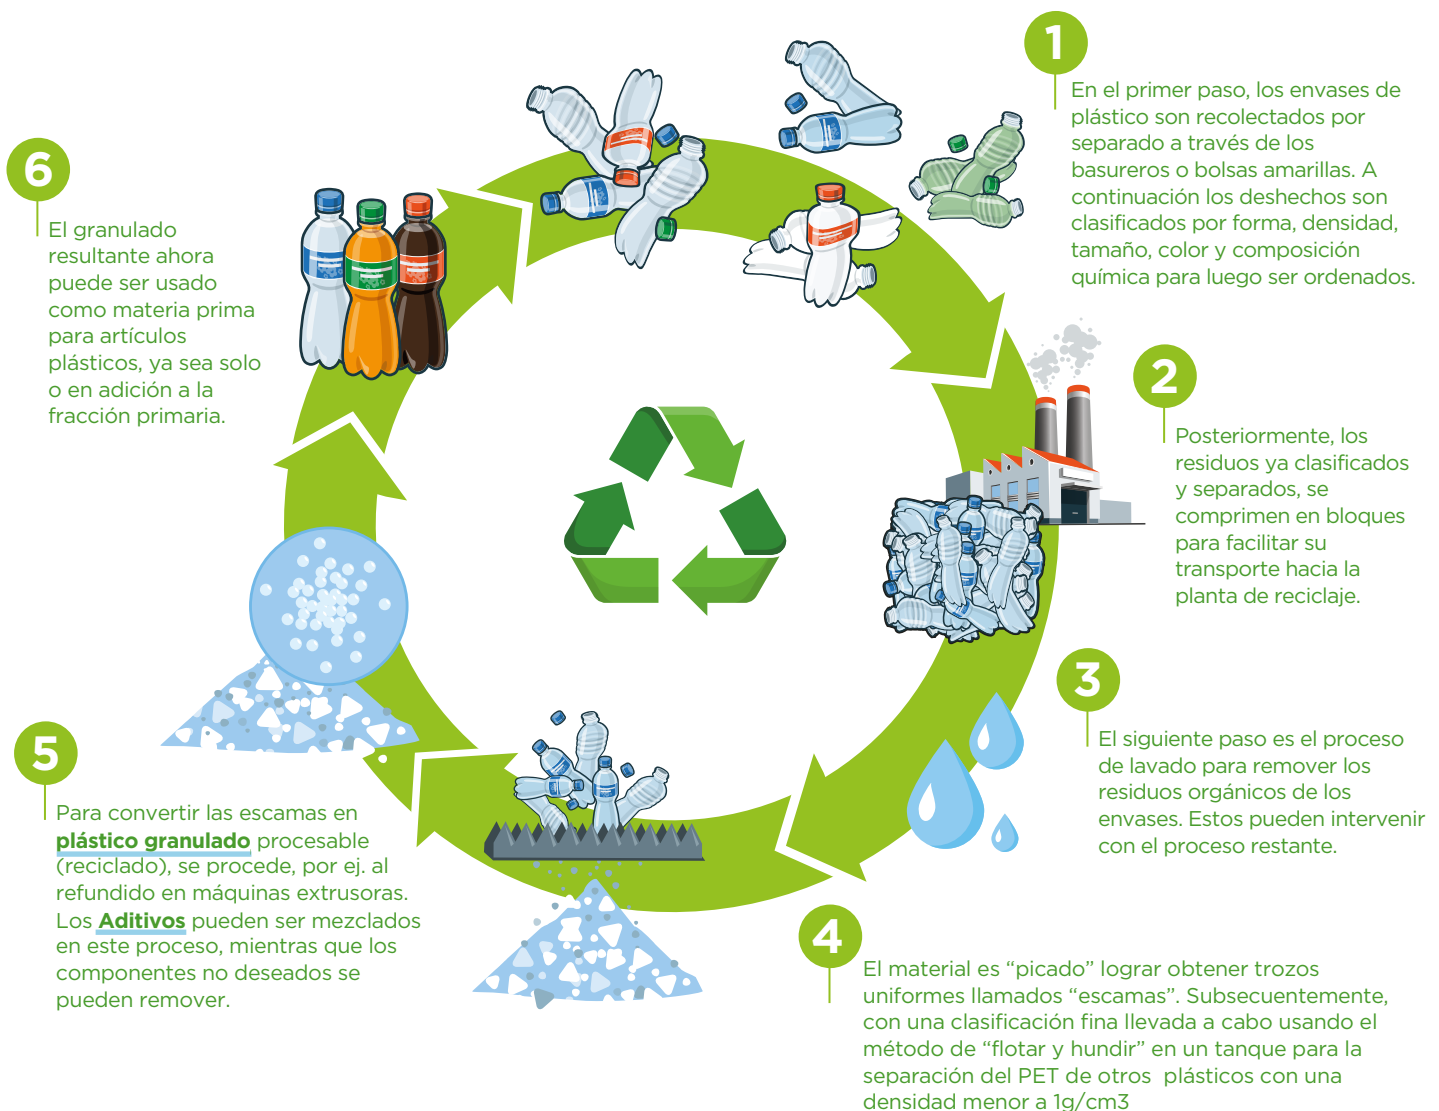 1
En el primer paso, los envases de
plástico son recolectados por
separado a través de los
basureros o bolsas amarillas. A
continuación los deshechos son
clasificados por forma, densidad,
tamaño, color y composición
química para luego ser ordenados.
2
Posteriormente, los
residuos ya clasificados
y separados, se
comprimen en bloques
para facilitar su
transporte hacia la
planta de reciclaje.
3
El siguiente paso es el proceso
de lavado para remover los
residuos orgánicos de los
envases. Estos pueden intervenir
con el proceso restante.
4
El material es “picado” lograr obtener trozos
uniformes llamados “escamas”. Subsecuentemente,
con una clasificación fina llevada a cabo usando el
método de “flotar y hundir” en un tanque para la
separación del PET de otros  plásticos con una
densidad menor a 1g/cm3
5
Para convertir las escamas en
plástico granulado procesable
(reciclado), se procede, por ej. al
refundido en máquinas extrusoras.
Los Aditivos pueden ser mezclados
en este proceso, mientras que los
componentes no deseados se
pueden remover.
6
El granulado
resultante ahora
puede ser usado
como materia prima
para artículos
plásticos, ya sea solo
o en adición a la
fracción primaria.